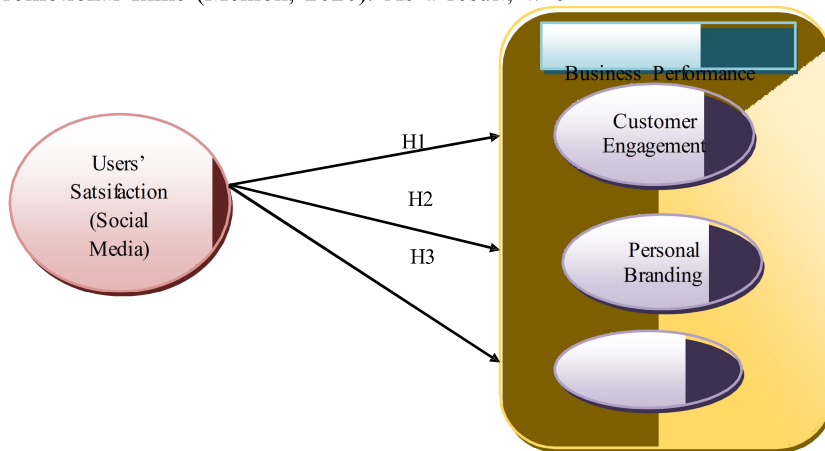 Business Performance
Customer
Engagement
Users’
Satsifaction
(Social
Media)
H1
H2
H3
Personal
Branding